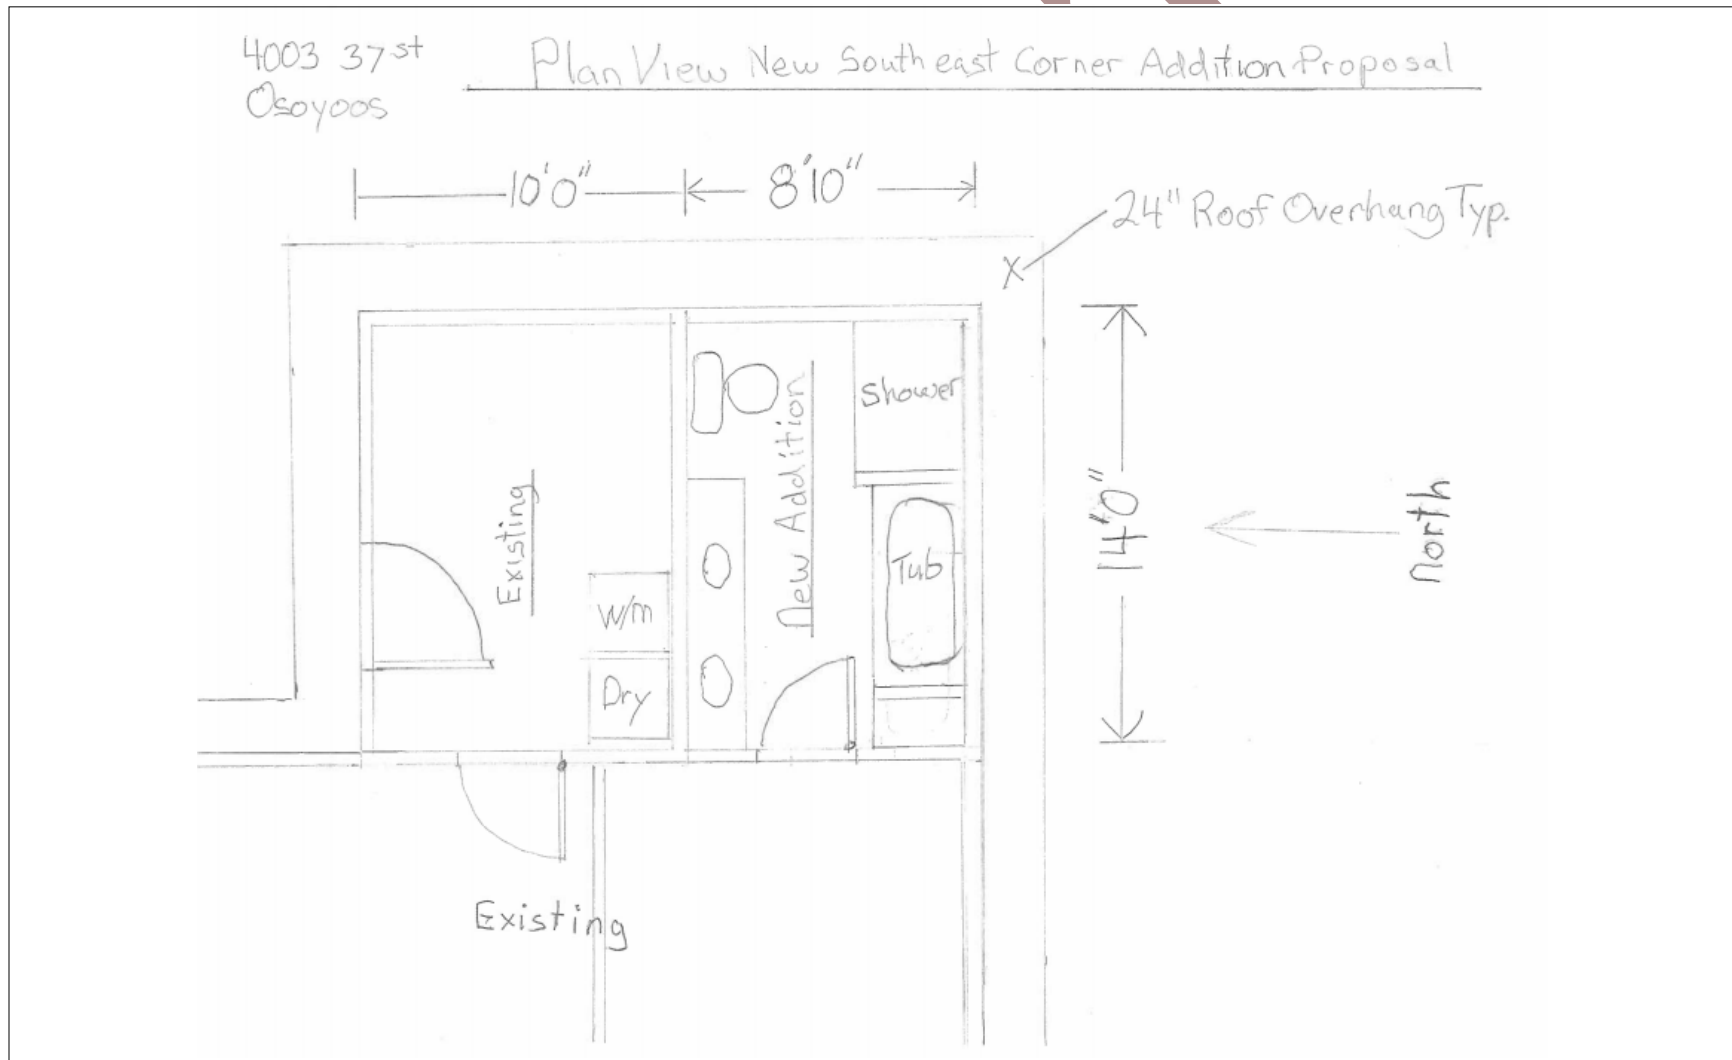 4003 37st
Osoyoos
Plan View New Southeast Corner Addition Proposal
10'0"
8'10"
24" Roof Overhang Typ.
X
Shower
New Addition
Existing
14'0"
North
Tub
W/m
Dry
Existing